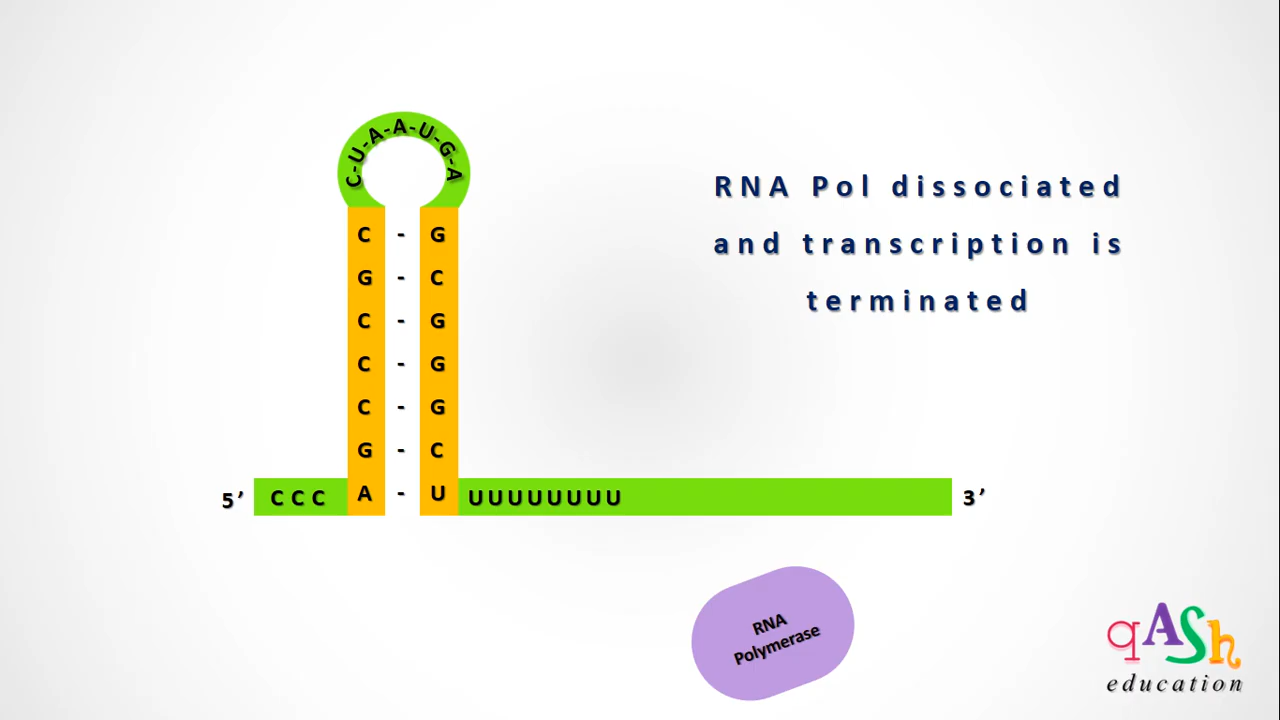 C-U-A-A-U-G-A
C - G
G - C
C - G
C - G
C - G
G - C
5’ CCC A - U UUUUUUUU 3’
RNA Pol dissociated
and transcription is
terminated
RNA
Polymerase
qASh
education